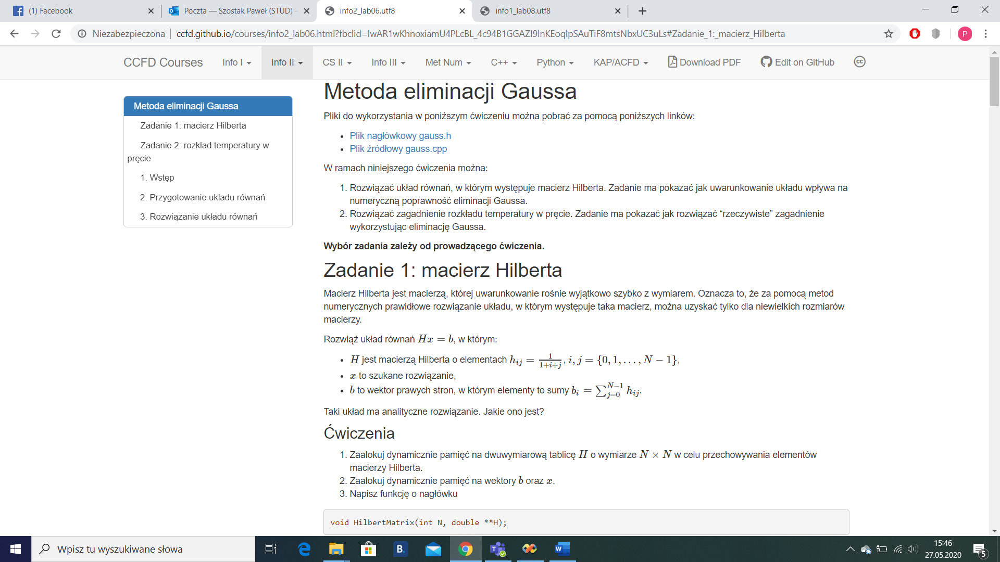 (1) Facebook
Poczta — Szostak Paweł (STUD) -
info2_lab06.utf8
info1_lab08.utf8
Niezabezpieczona | ccfd.github.io/courses/info2_lab06.html?fbclid=IwAR1wKhnoxiamU4PLcBL_4c94B1GGAZI9lnKEoqlpSAuTiF8mtsNbxUC3uLs#Zadanie_1:_macierz_Hilberta
P
CCFD Courses Info I Info II CS II Info III Met Num C++ Python KAP/ACFD Download PDF Edit on GitHub cc
Metoda eliminacji Gaussa
Zadanie 1: macierz Hilberta
Zadanie 2: rozkład temperatury w
pręcie
1. Wstęp
2. Przygotowanie układu równań
3. Rozwiązanie układu równań
Metoda eliminacji Gaussa
Pliki do wykorzystania w poniższym ćwiczeniu można pobrać za pomocą poniższych linków:
• Plik nagłówkowy gauss.h
• Plik źródłowy gauss.cpp
W ramach niniejszego ćwiczenia można:
1. Rozwiązać układ równań, w którym występuje macierz Hilberta. Zadanie ma pokazać jak uwarunkowanie układu wpływa na
numeryczną poprawność eliminacji Gaussa.
2. Rozwiązać zagadnienie rozkładu temperatury w pręcie. Zadanie ma pokazać jak rozwiązać “rzeczywiste” zagadnienie
wykorzystując eliminację Gaussa.
Wybór zadania zależy od prowadzącego ćwiczenia.
Zadanie 1: macierz Hilberta
Macierz Hilberta jest macierzą, której uwarunkowanie rośnie wyjątkowo szybko z wymiarem. Oznacza to, że za pomocą metod
numerycznych prawidłowe rozwiązanie układu, w którym występuje taka macierz, można uzyskać tylko dla niewielkich rozmiarów
macierzy.
Rozwiąż układ równań Hx = b, w którym:
• H jest macierzą Hilberta o elementach h_{ij} = \frac{1}{1+i+j}, i, j = {0, 1, . . . , N − 1},
• x to szukane rozwiązanie,
• b to wektor prawych stron, w którym elementy to sumy b_i = \sum_{j=0}^{N−1} h_{ij}.
Taki układ ma analityczne rozwiązanie. Jakie ono jest?
Ćwiczenia
1. Zaalokuj dynamicznie pamięć na dwuwymiarową tablicę H o wymiarze N × N w celu przechowywania elementów
macierzy Hilberta.
2. Zaalokuj dynamicznie pamięć na wektory b oraz x.
3. Napisz funkcję o nagłówku
void HilbertMatrix(int N, double **H);
Wpisz tu wyszukiwane słowa
B.
15:46
27.05.2020
5